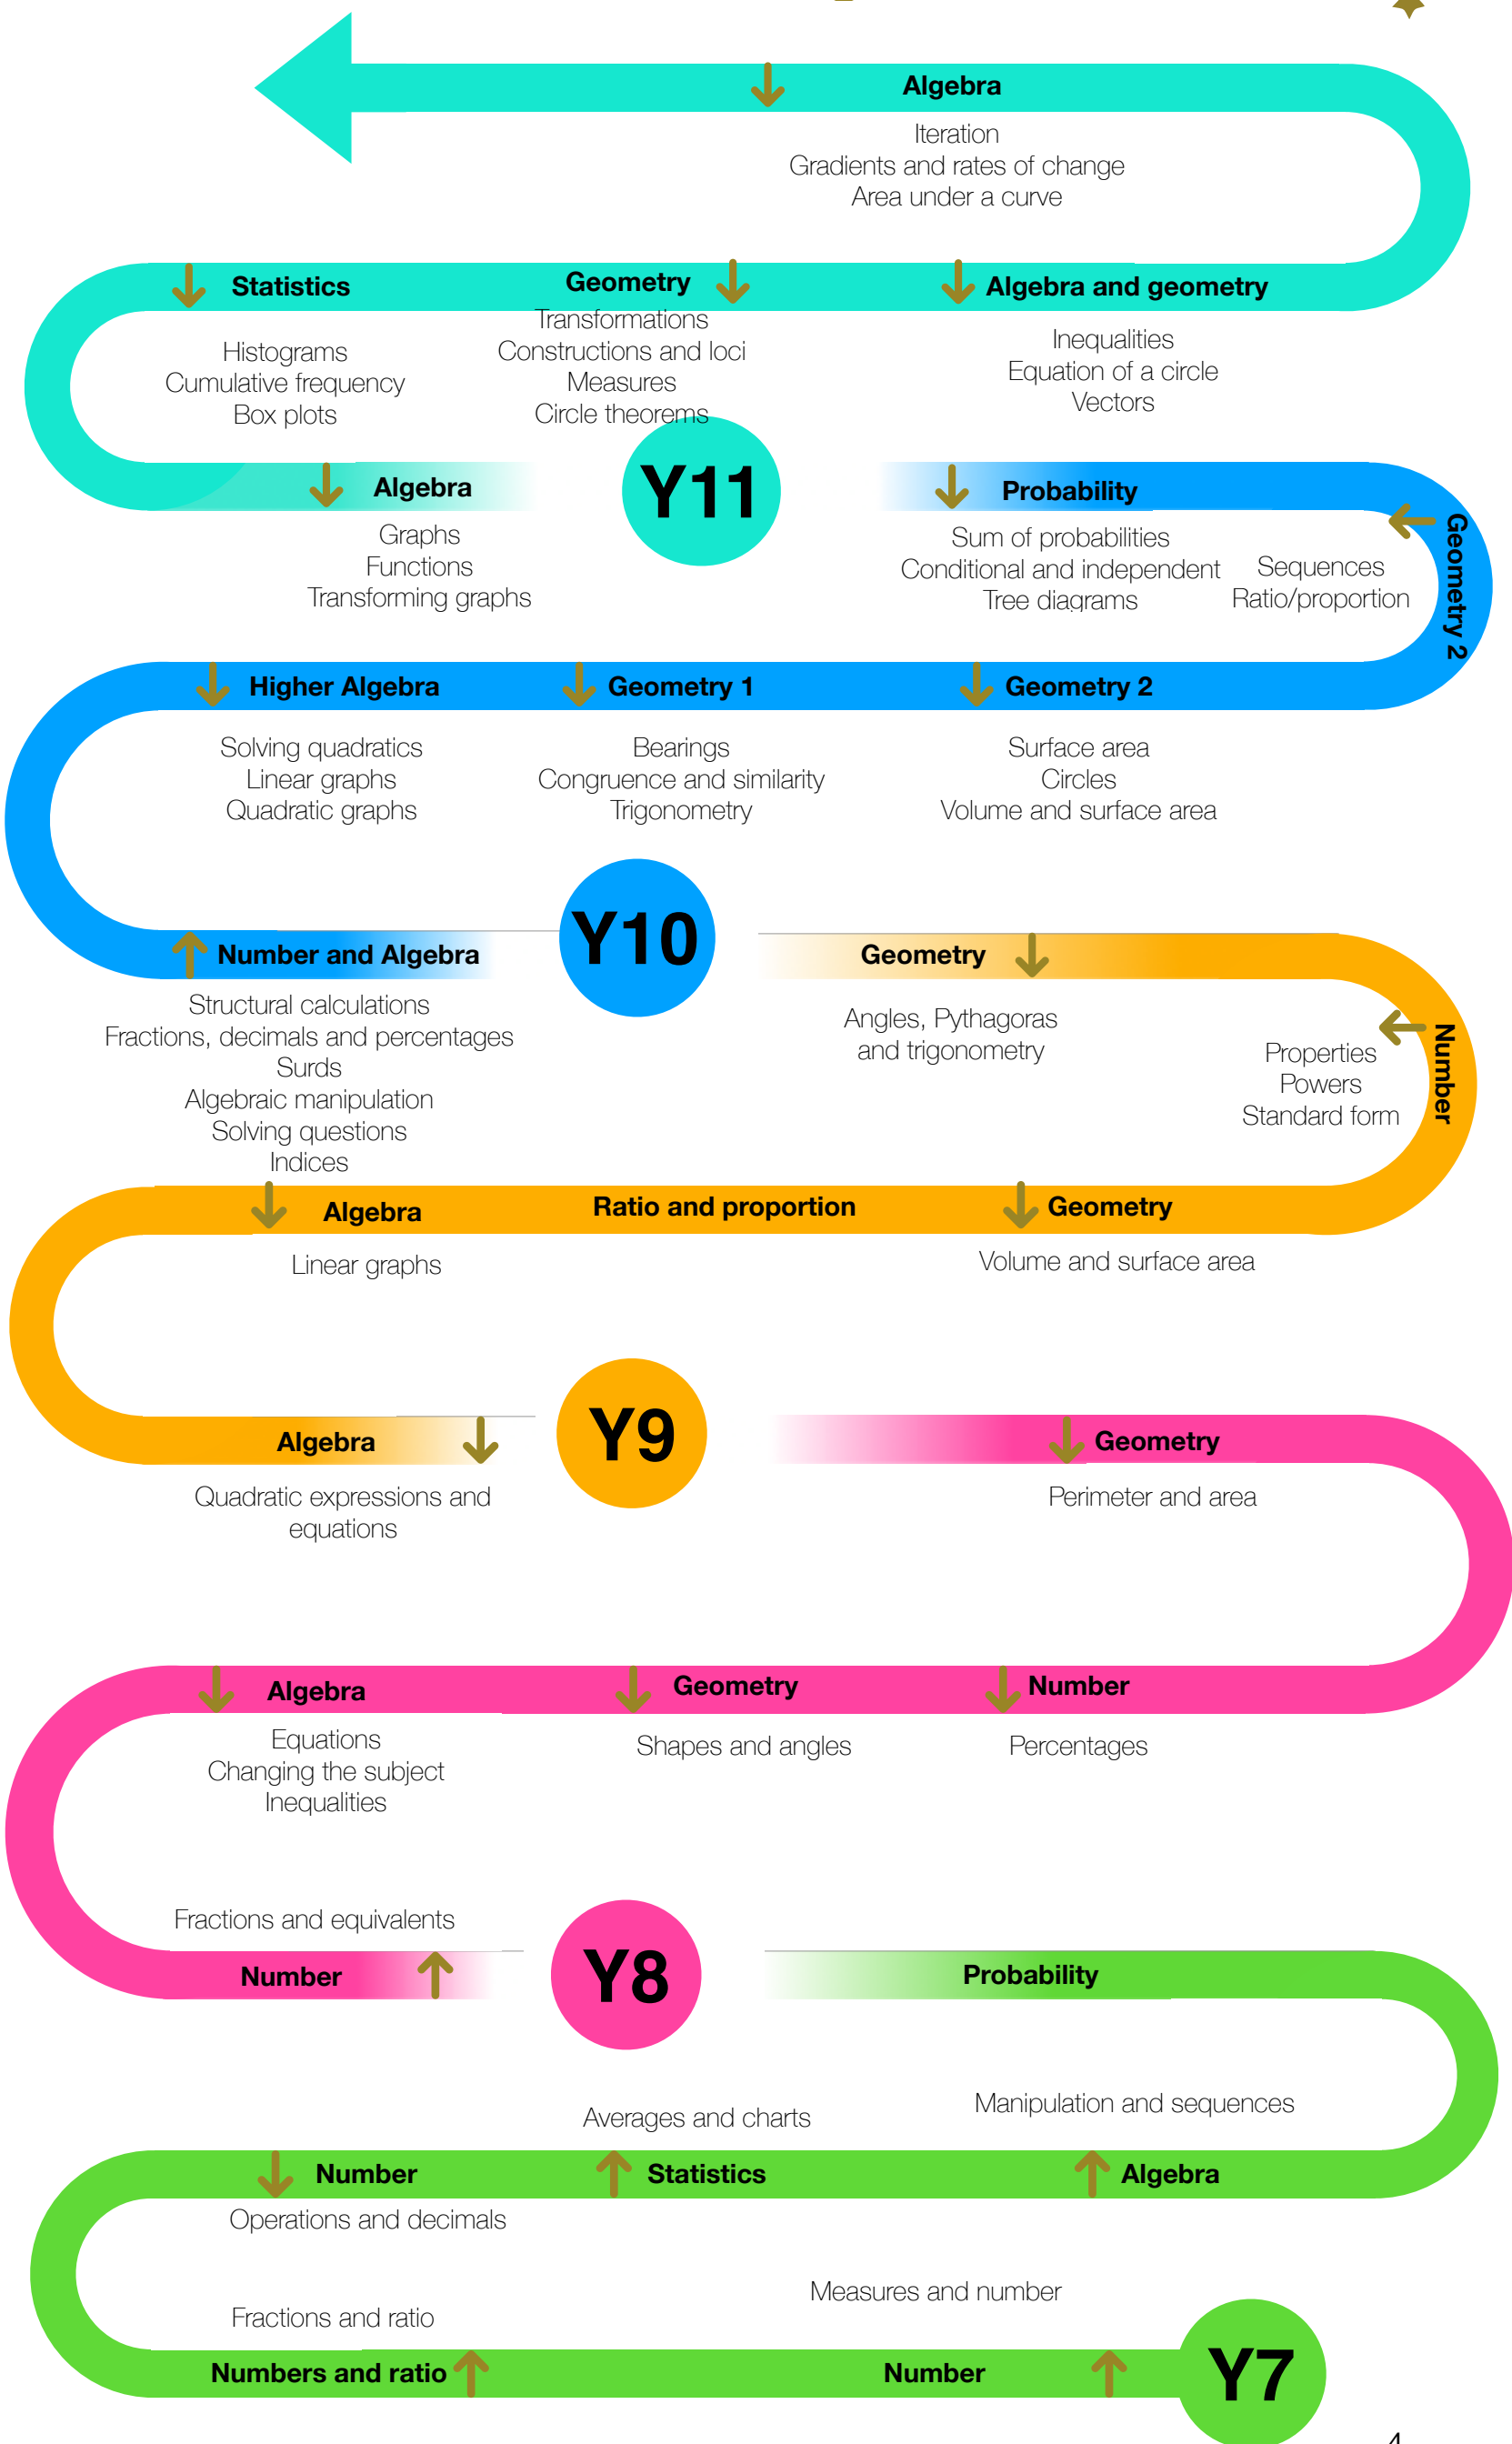 Algebra
Iteration
Gradients and rates of change
Area under a curve
Statistics
Histograms
Cumulative frequency
Box plots
Geometry
Transformations
Constructions and loci
Measures
Circle theorems
Algebra and geometry
Inequalities
Equation of a circle
Vectors
Algebra
Graphs
Functions
Transforming graphs
Y11
Probability
Sum of probabilities
Conditional and independent
Tree diagrams
Sequences
Ratio/proportion
Geometry 2
Higher Algebra
Solving quadratics
Linear graphs
Quadratic graphs
Geometry 1
Bearings
Congruence and similarity
Trigonometry
Geometry 2
Surface area
Circles
Volume and surface area
Number and Algebra
Structural calculations
Fractions, decimals and percentages
Surds
Algebraic manipulation
Solving questions
Indices
Y10
Geometry
Angles, Pythagoras
and trigonometry
Number
Properties
Powers
Standard form
Algebra
Linear graphs
Ratio and proportion
Geometry
Volume and surface area
Algebra
Quadratic expressions and
equations
Y9
Geometry
Perimeter and area
Algebra
Equations
Changing the subject
Inequalities
Geometry
Shapes and angles
Number
Percentages
Fractions and equivalents
Number
Y8
Probability
Averages and charts
Manipulation and sequences
Number
Operations and decimals
Statistics
Algebra
Fractions and ratio
Measures and number
Numbers and ratio
Number
Y7
4